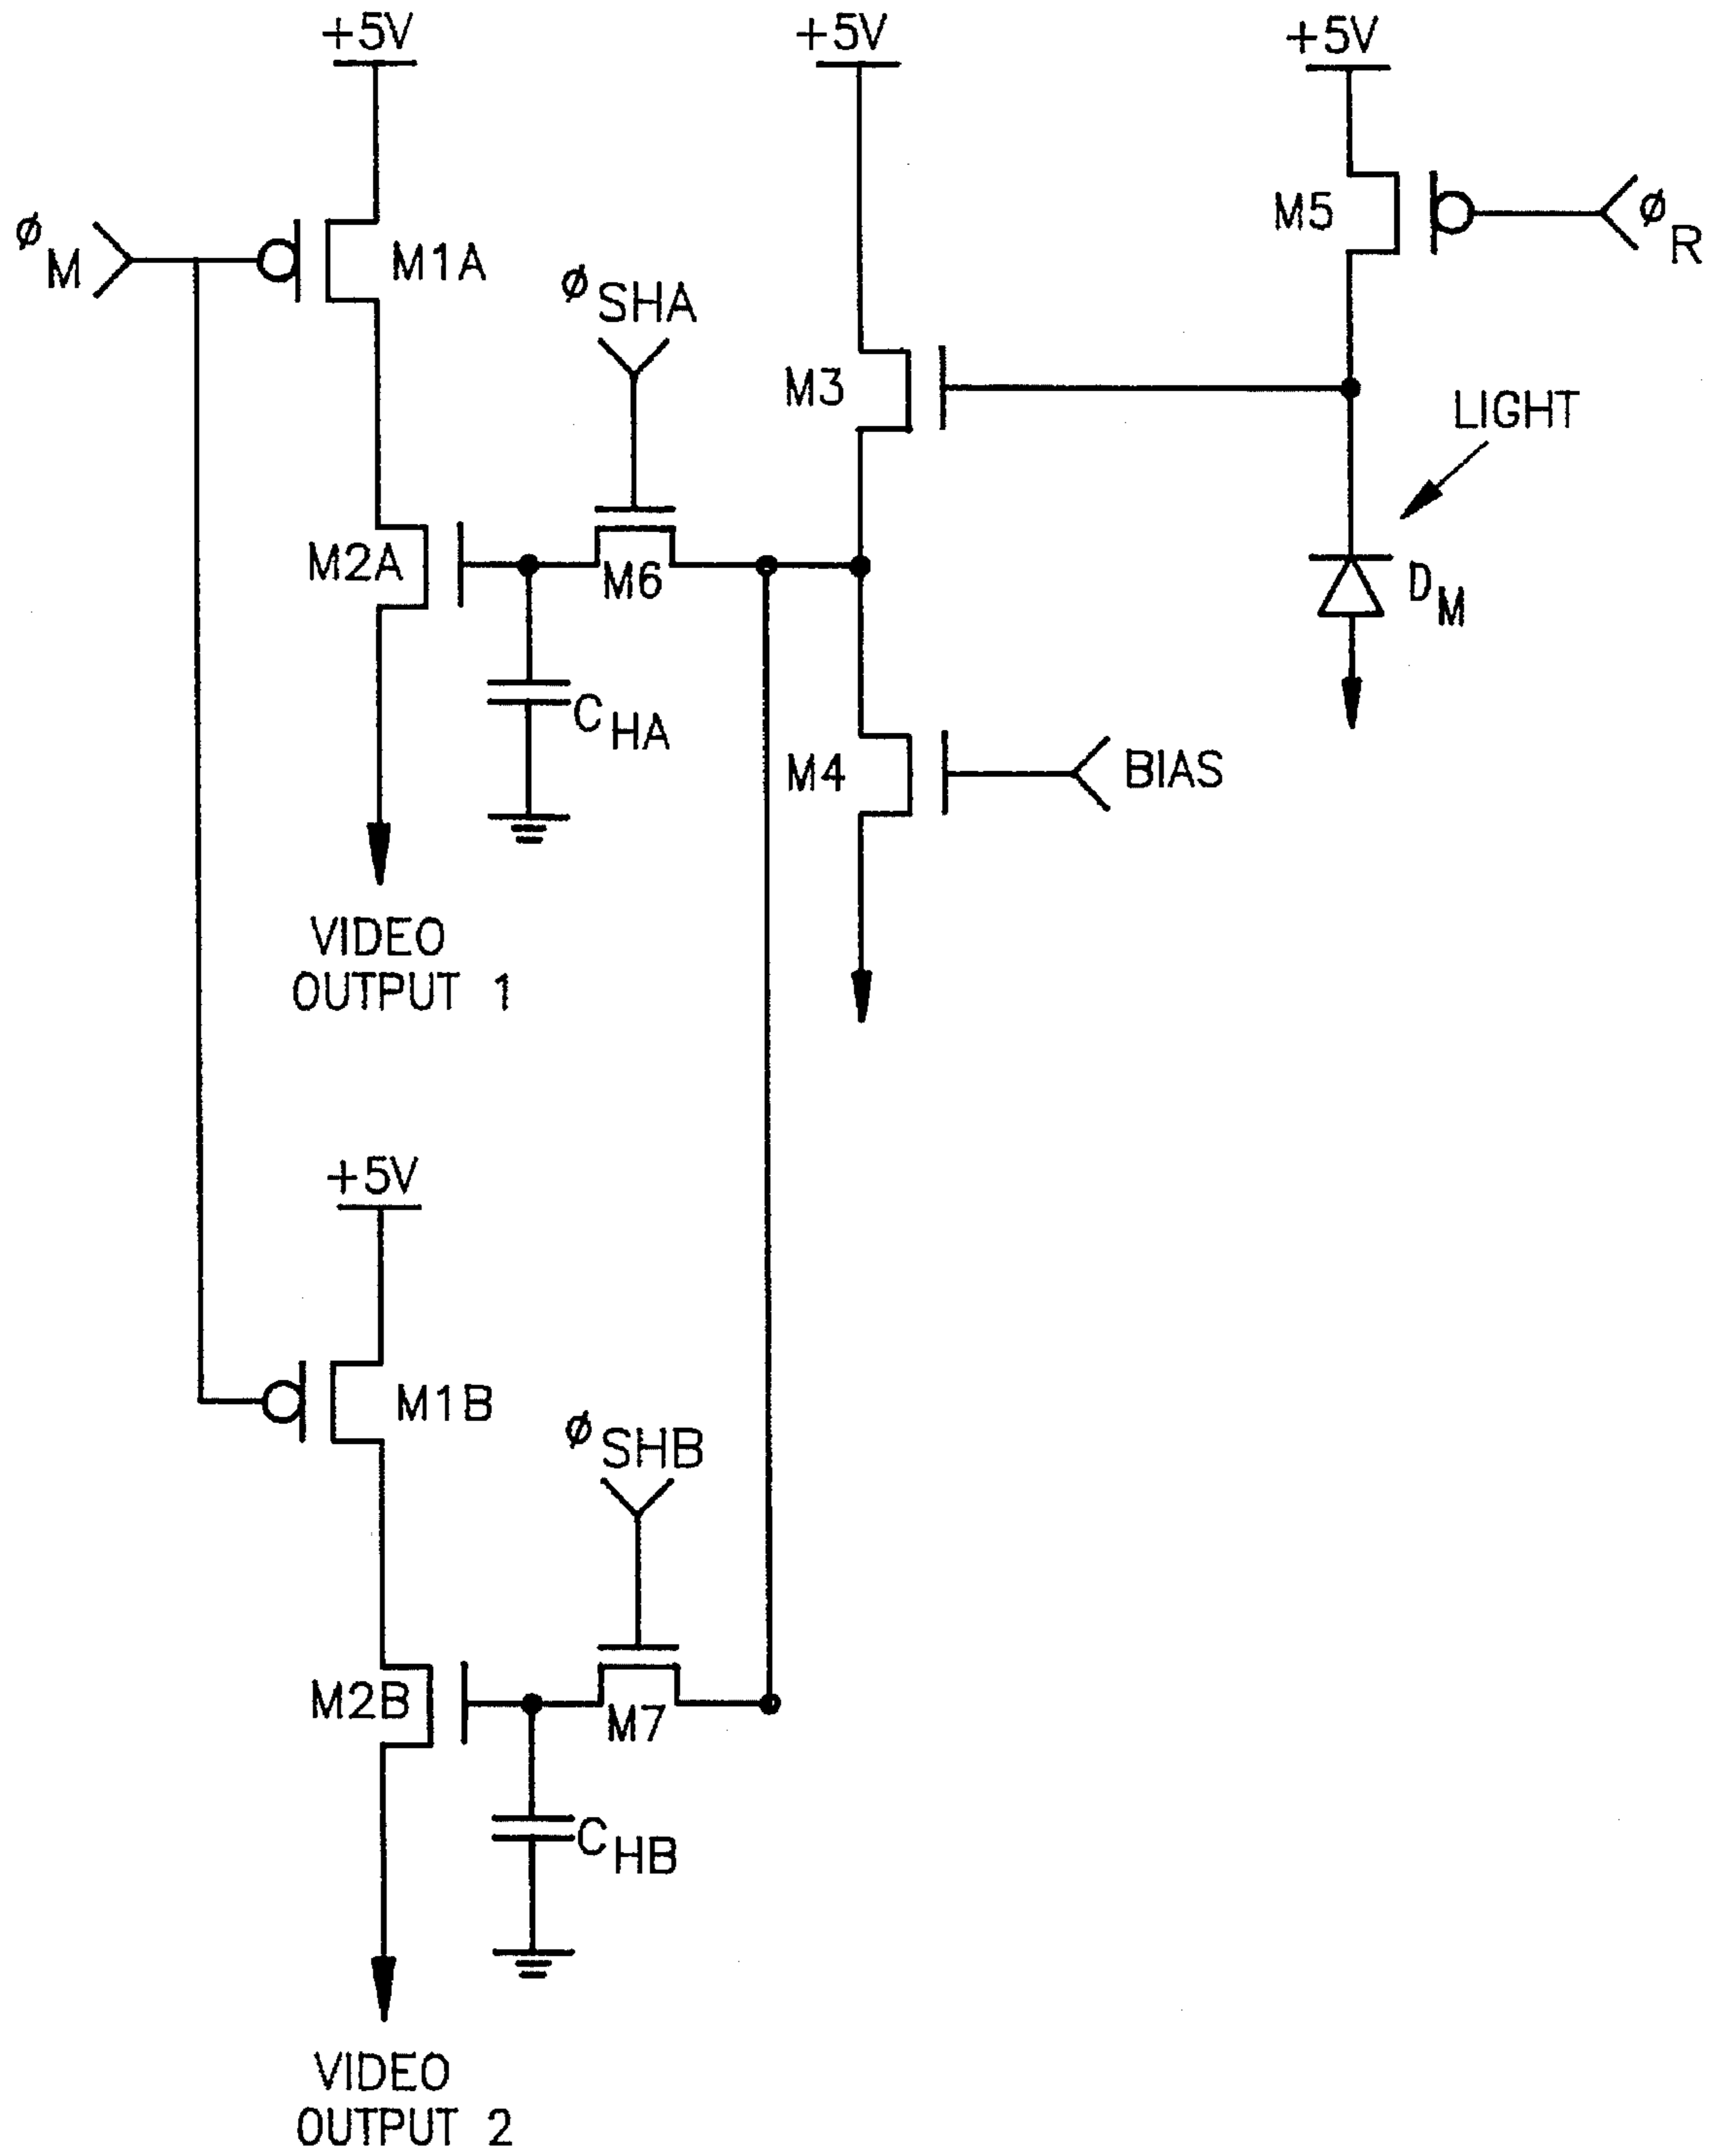 +5V
+5V
+5V
øM
M1A
øSHA
M5
øR
M3
LIGHT
M2A
M6
DM
CHA
M4
BIAS
VIDEO
OUTPUT 1
+5V
M1B
øSHB
M2B
M7
CHB
VIDEO
OUTPUT 2